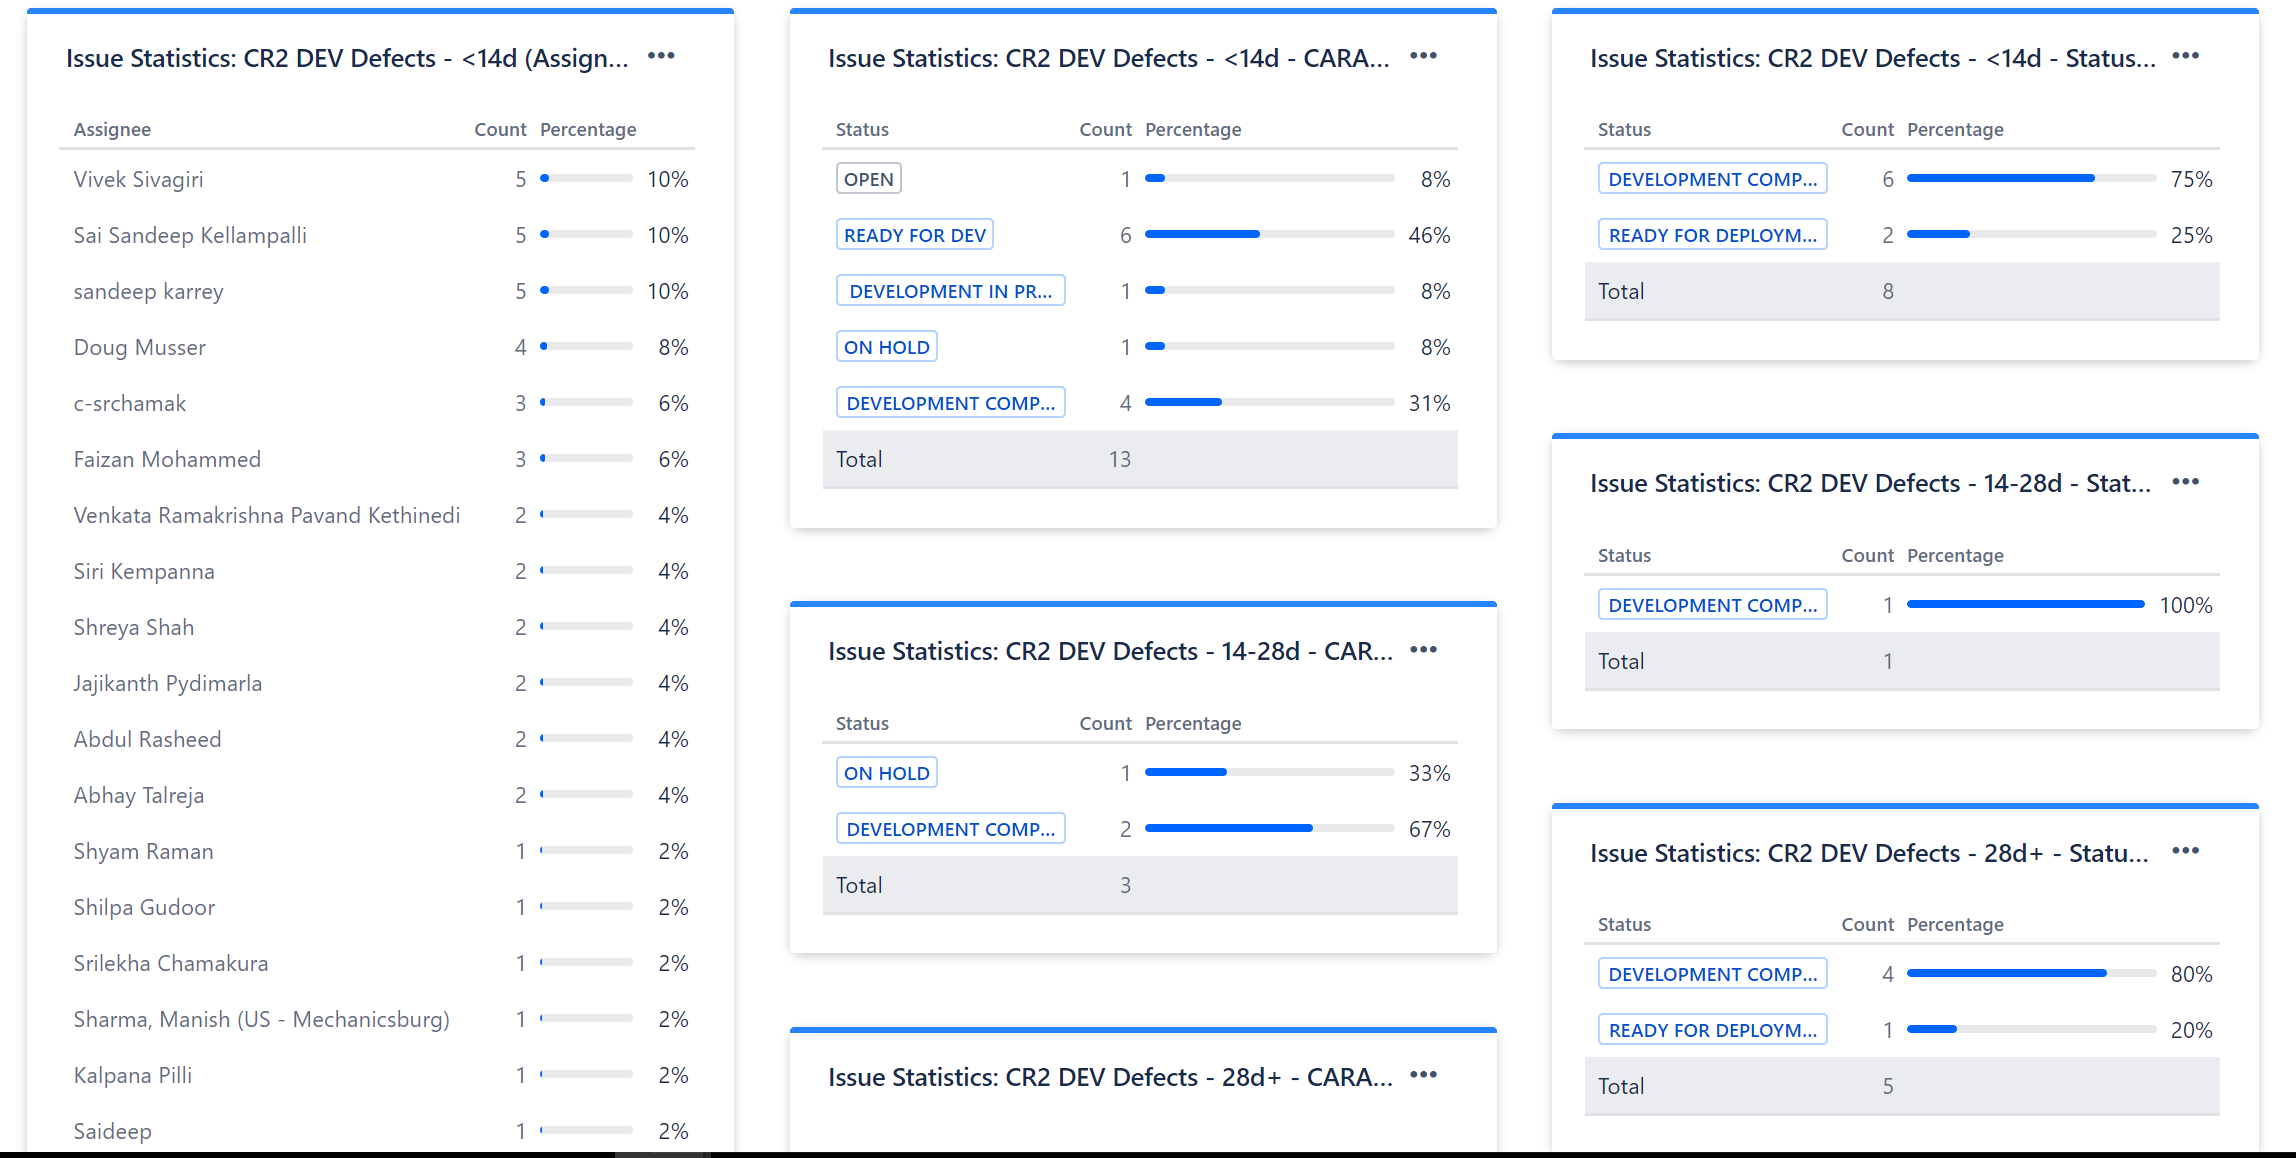 Issue Statistics: CR2 DEV Defects - <14d (Assign...
Assignee Count Percentage
Vivek Sivagiri 5 10%
Sai Sandeep Kellampalli 5 10%
sandeep karrey 5 10%
Doug Musser 4 8%
c-srchamak 3 6%
Faizan Mohammed 3 6%
Venkata Ramakrishna Pavand Kethinedi 2 4%
Siri Kempanna 2 4%
Shreya Shah 2 4%
Jajikanth Pydimarla 2 4%
Abdul Rasheed 2 4%
Abhay Talreja 2 4%
Shyam Raman 1 2%
Shilpa Gudoor 1 2%
Srilekha Chamakura 1 2%
Sharma, Manish (US - Mechanicsburg) 1 2%
Kalpana Pilli 1 2%
Saideep 1 2%
Issue Statistics: CR2 DEV Defects - <14d - CARA...
Status Count Percentage
OPEN 1 8%
READY FOR DEV 6 46%
DEVELOPMENT IN PR... 1 8%
ON HOLD 1 8%
DEVELOPMENT COMP... 4 31%
Total 13
Issue Statistics: CR2 DEV Defects - 14-28d - CAR...
Status Count Percentage
ON HOLD 1 33%
DEVELOPMENT COMP... 2 67%
Total 3
Issue Statistics: CR2 DEV Defects - 28d+ - CARA...
Issue Statistics: CR2 DEV Defects - <14d - Status...
Status Count Percentage
DEVELOPMENT COMP... 6 75%
READY FOR DEPLOYM... 2 25%
Total 8
Issue Statistics: CR2 DEV Defects - 14-28d - Stat...
Status Count Percentage
DEVELOPMENT COMP... 1 100%
Total 1
Issue Statistics: CR2 DEV Defects - 28d+ - Statu...
Status Count Percentage
DEVELOPMENT COMP... 4 80%
READY FOR DEPLOYM... 1 20%
Total 5